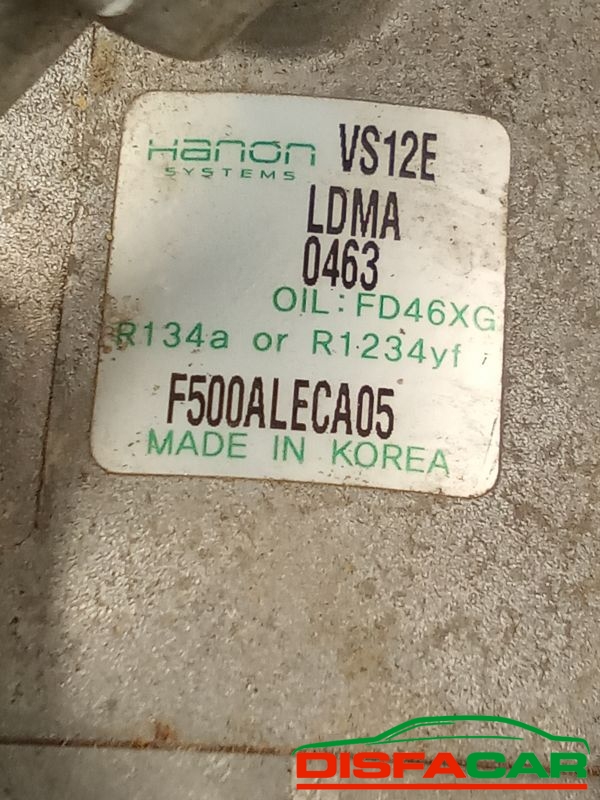 Hanon VS12E
SYSTEMS
LDMA
0463
OIL: FD46XG
R134a or R1234yf
F500ALECA05
MADE IN KOREA
DISFACAR